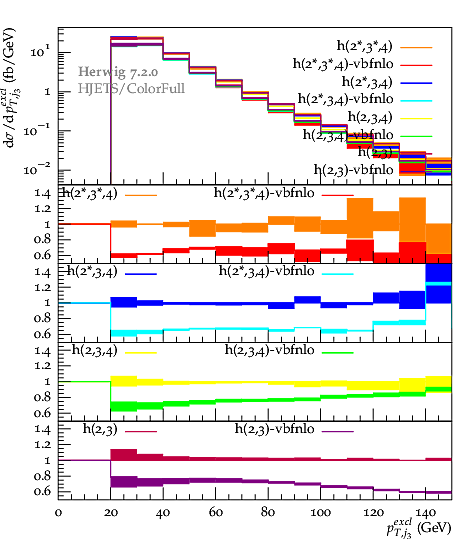 h(2*,3*,4)
h(2*,3*,4)-vbfnlo
h(2*,3,4)
h(2*,3,4)-vbfnlo
h(2,3,4)
h(2,3,4)-vbfnlo
h(2,3)
h(2,3)-vbfnlo
Herwig 7.2.0
HJETS/ColorFull
dσ/dp_{T,j_3}^{excl} (fb/GeV)
10^1
1
10^{-1}
10^{-2}
h(2*,3*,4) h(2*,3*,4)-vbfnlo
1.4
1.2
1
0.8
0.6
h(2*,3,4) h(2*,3,4)-vbfnlo
1.4
1.2
1
0.8
0.6
h(2,3,4) h(2,3,4)-vbfnlo
1.4
1.2
1
0.8
0.6
h(2,3) h(2,3)-vbfnlo
1.4
1.2
1
0.8
0.6
0 20 40 60 80 100 120 140
p_{T,j_3}^{excl} (GeV)